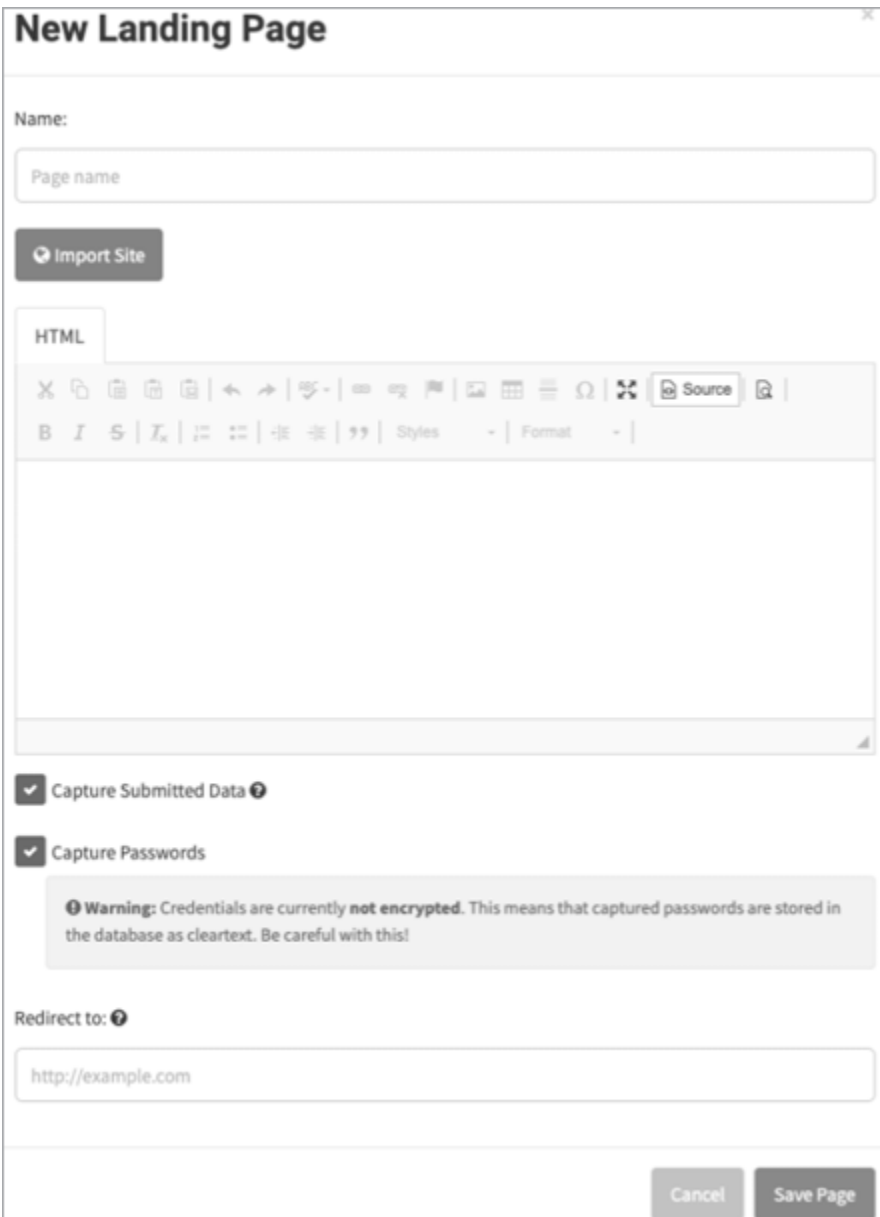 New Landing Page
×
Name:
Page name
Import Site
HTML
ABC
Ω
Source
B I S Tx Styles Format
Capture Submitted Data
Capture Passwords
Warning: Credentials are currently not encrypted. This means that captured passwords are stored in
the database as cleartext. Be careful with this!
Redirect to:
http://example.com
Cancel Save Page